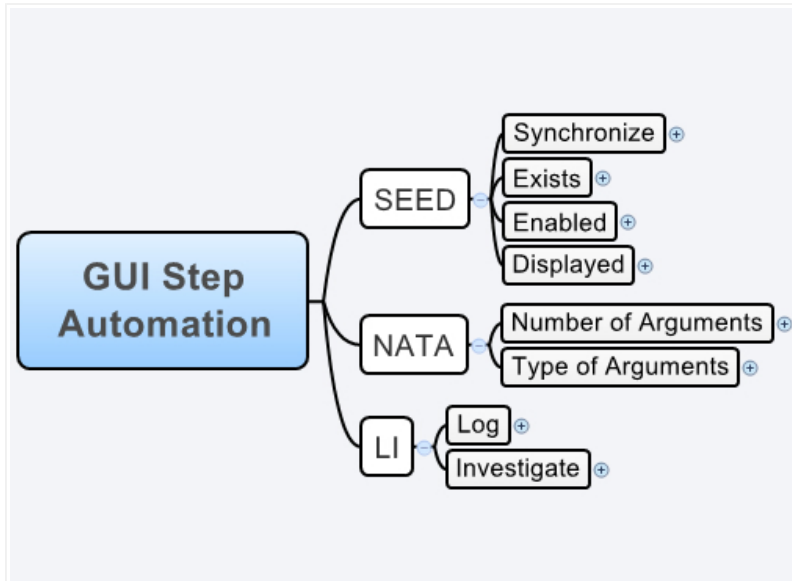 GUI Step
Automation
SEED
Synchronize
Exists
Enabled
Displayed
NATA
Number of Arguments
Type of Arguments
LI
Log
Investigate